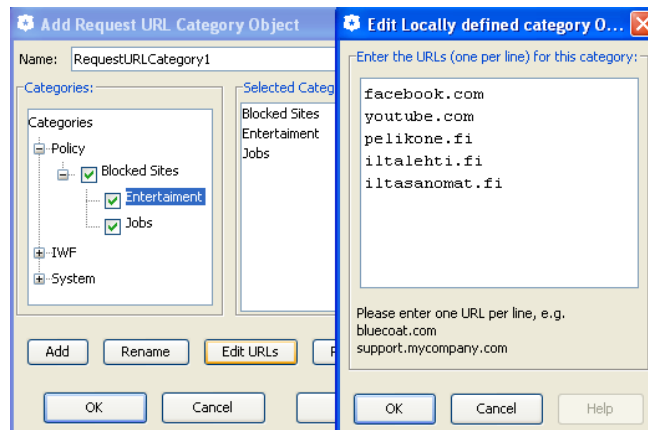 Add Request URL Category Object
Name: RequestURLCategory1
Categories:
Categories
Policy
Blocked Sites
Entertaiment
Jobs
IWF
System
Selected Categ
Blocked Sites
Entertaiment
Jobs
Add Rename Edit URLs
OK Cancel
Edit Locally defined category O...
Enter the URLs (one per line) for this category:
facebook.com
youtube.com
pelikone.fi
iltalehti.fi
iltasanomat.fi
Please enter one URL per line, e.g.
bluecoat.com
support.mycompany.com
OK Cancel Help